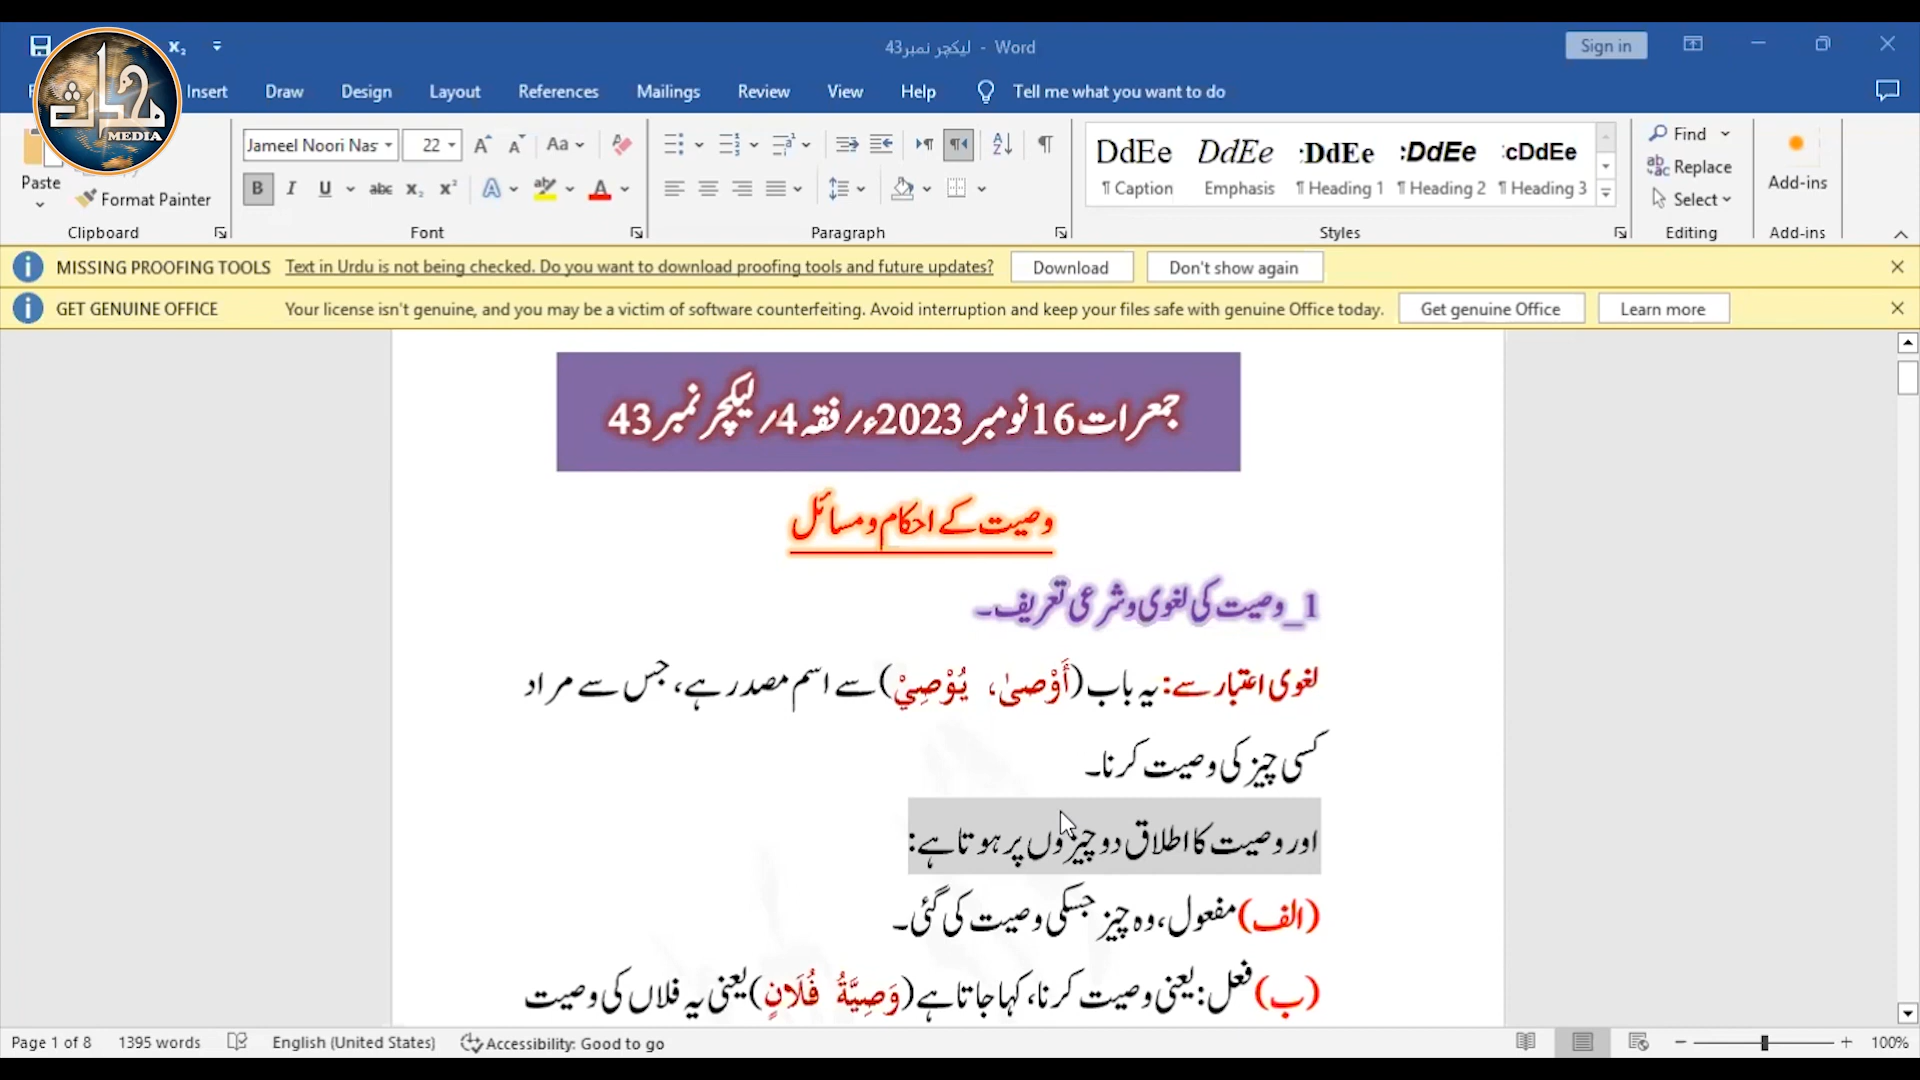 لیکچر نمبر43 - Word
Sign in
Insert Draw Design Layout References Mailings Review View Help Tell me what you want to do
MEDIA
Paste
Format Painter
Clipboard
Jameel Noori Nas 22
Font
Paragraph
DdEe DdEe :DdEe :DdEe :cDdEe
¶ Caption Emphasis ¶ Heading 1 ¶ Heading 2 ¶ Heading 3
Styles
Find
Replace
Select
Editing
Add-ins
Add-ins
MISSING PROOFING TOOLS Text in Urdu is not being checked. Do you want to download proofing tools and future updates? Download Don't show again
GET GENUINE OFFICE Your license isn't genuine, and you may be a victim of software counterfeiting. Avoid interruption and keep your files safe with genuine Office today. Get genuine Office Learn more
جمعرات 16 نومبر 2023ء/ فقہ 4/ لیکچر نمبر 43
وصیت کے احکام و مسائل
1_وصیت کی لغوی و شرعی تعریف۔
لغوی اعتبار سے: یہ باب (أَوْصىٰ، يُوْصِيْ) سے اسم مصدر ہے، جس سے مراد
کسی چیز کی وصیت کرنا۔
اور وصیت کا اطلاق دو چیزوں پر ہوتا ہے:
(الف) مفعول، وہ چیز جسکی وصیت کی گئی۔
(ب) فعل: یعنی وصیت کرنا، کہا جاتا ہے (وَصِيَّةُ فُلَانٍ) یعنی یہ فلاں کی وصیت
Page 1 of 8 1395 words English (United States) Accessibility: Good to go 100%